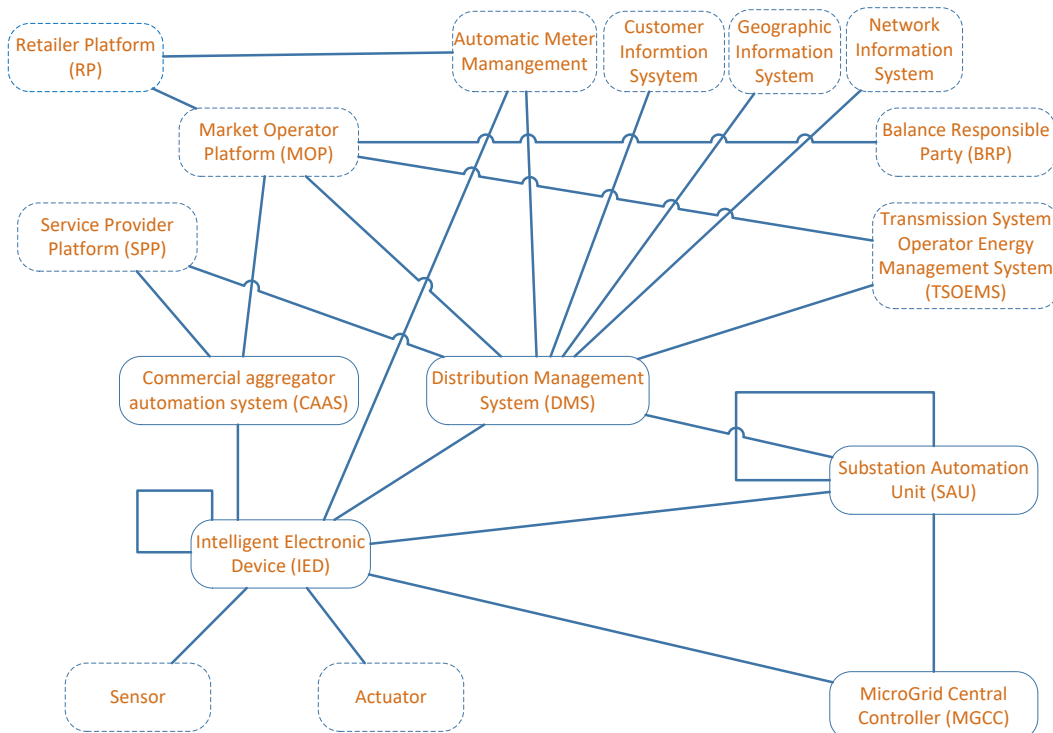 Retailer Platform
(RP)
Automatic Meter
Mamangement
Customer
Informtion
Sysytem
Geographic
Information
System
Network
Information
System
Market Operator
Platform (MOP)
Balance Responsible
Party (BRP)
Service Provider
Platform (SPP)
Transmission System
Operator Energy
Management System
(TSOEMS)
Commercial aggregator
automation system (CAAS)
Distribution Management
System (DMS)
Substation Automation
Unit (SAU)
Intelligent Electronic
Device (IED)
Sensor
Actuator
MicroGrid Central
Controller (MGCC)